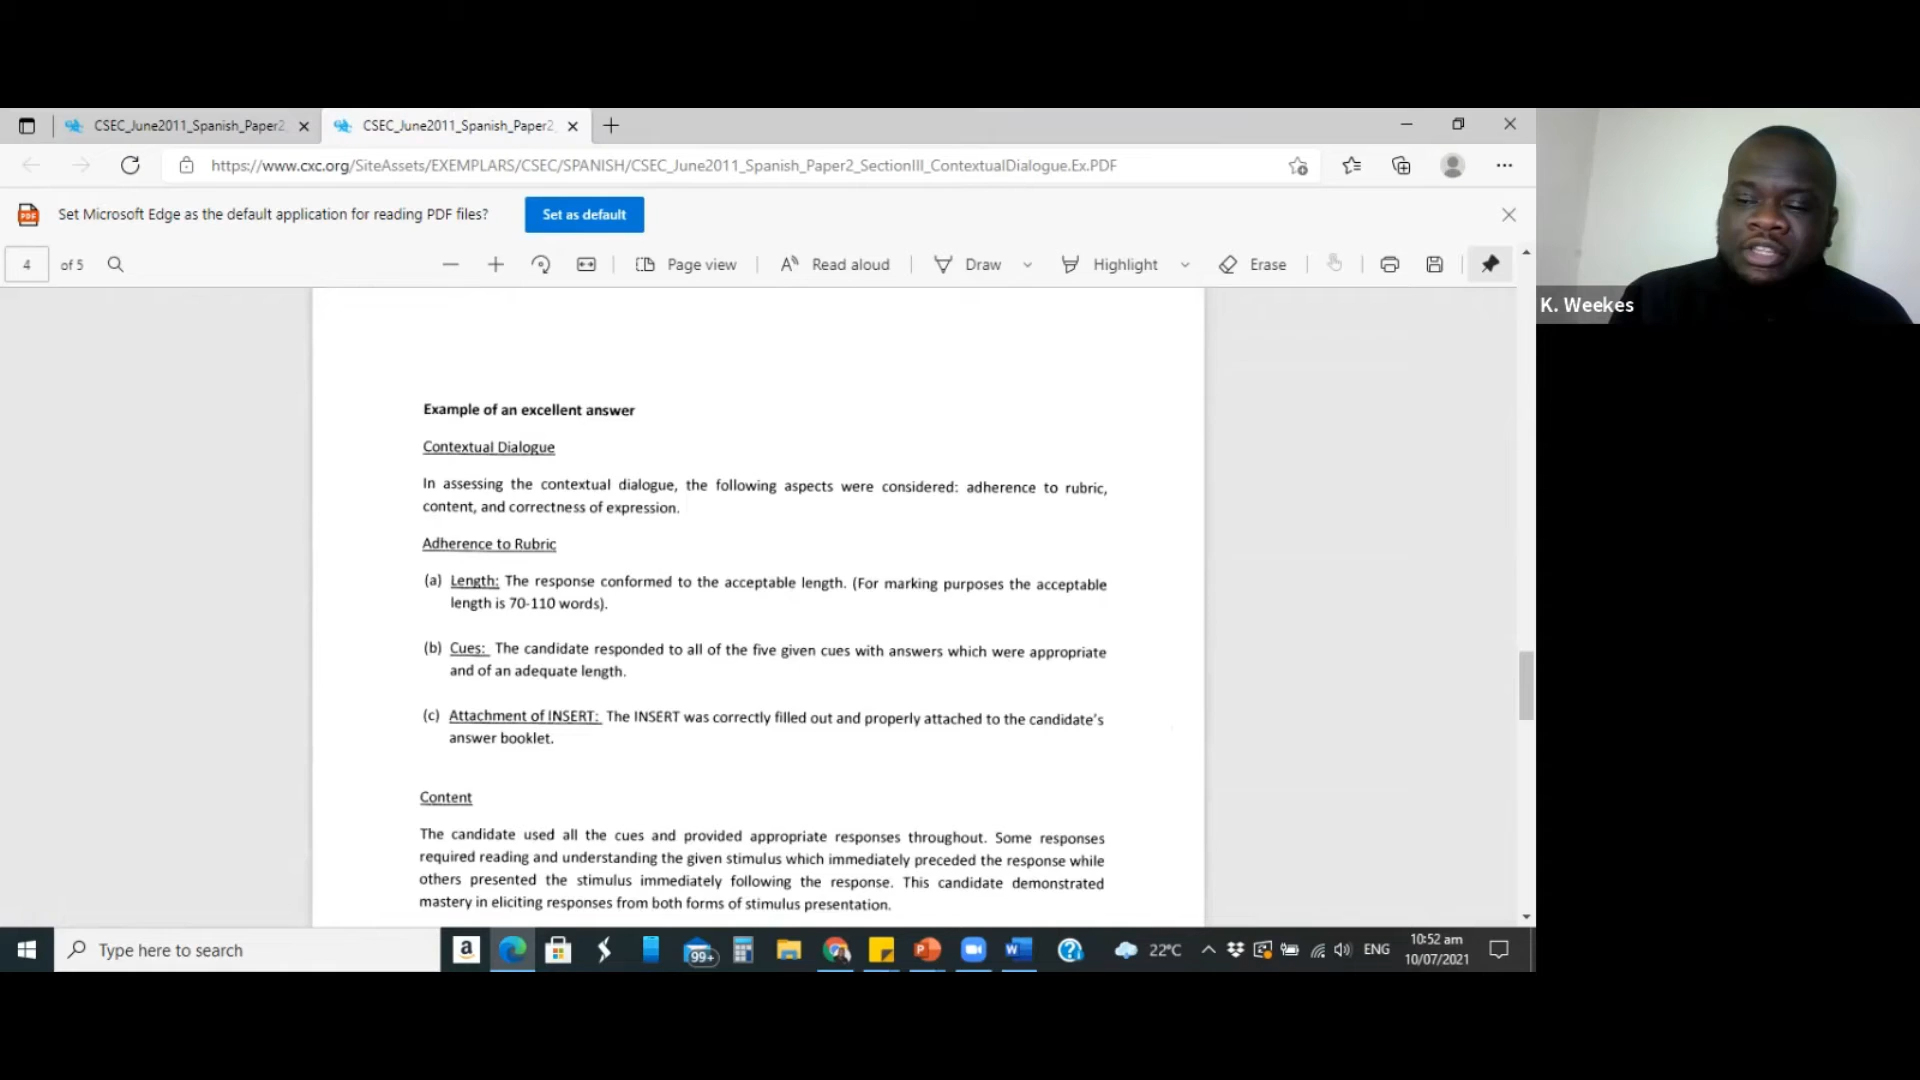 CSEC_June2011_Spanish_Paper2
CSEC_June2011_Spanish_Paper2
https://www.cxc.org/SiteAssets/EXEMPLARS/CSEC/SPANISH/CSEC_June2011_Spanish_Paper2_SectionIII_ContextualDialogue.Ex.PDF
PDF
Set Microsoft Edge as the default application for reading PDF files?
Set as default
4 of 5
Page view
Read aloud
Draw
Highlight
Erase
K. Weekes
Example of an excellent answer
Contextual Dialogue
In assessing the contextual dialogue, the following aspects were considered: adherence to rubric,
content, and correctness of expression.
Adherence to Rubric
(a) Length: The response conformed to the acceptable length. (For marking purposes the acceptable
length is 70-110 words).
(b) Cues: The candidate responded to all of the five given cues with answers which were appropriate
and of an adequate length.
(c) Attachment of INSERT: The INSERT was correctly filled out and properly attached to the candidate's
answer booklet.
Content
The candidate used all the cues and provided appropriate responses throughout. Some responses
required reading and understanding the given stimulus which immediately preceded the response while
others presented the stimulus immediately following the response. This candidate demonstrated
mastery in eliciting responses from both forms of stimulus presentation.
Type here to search
99+
22°C
ENG
10:52 am
10/07/2021